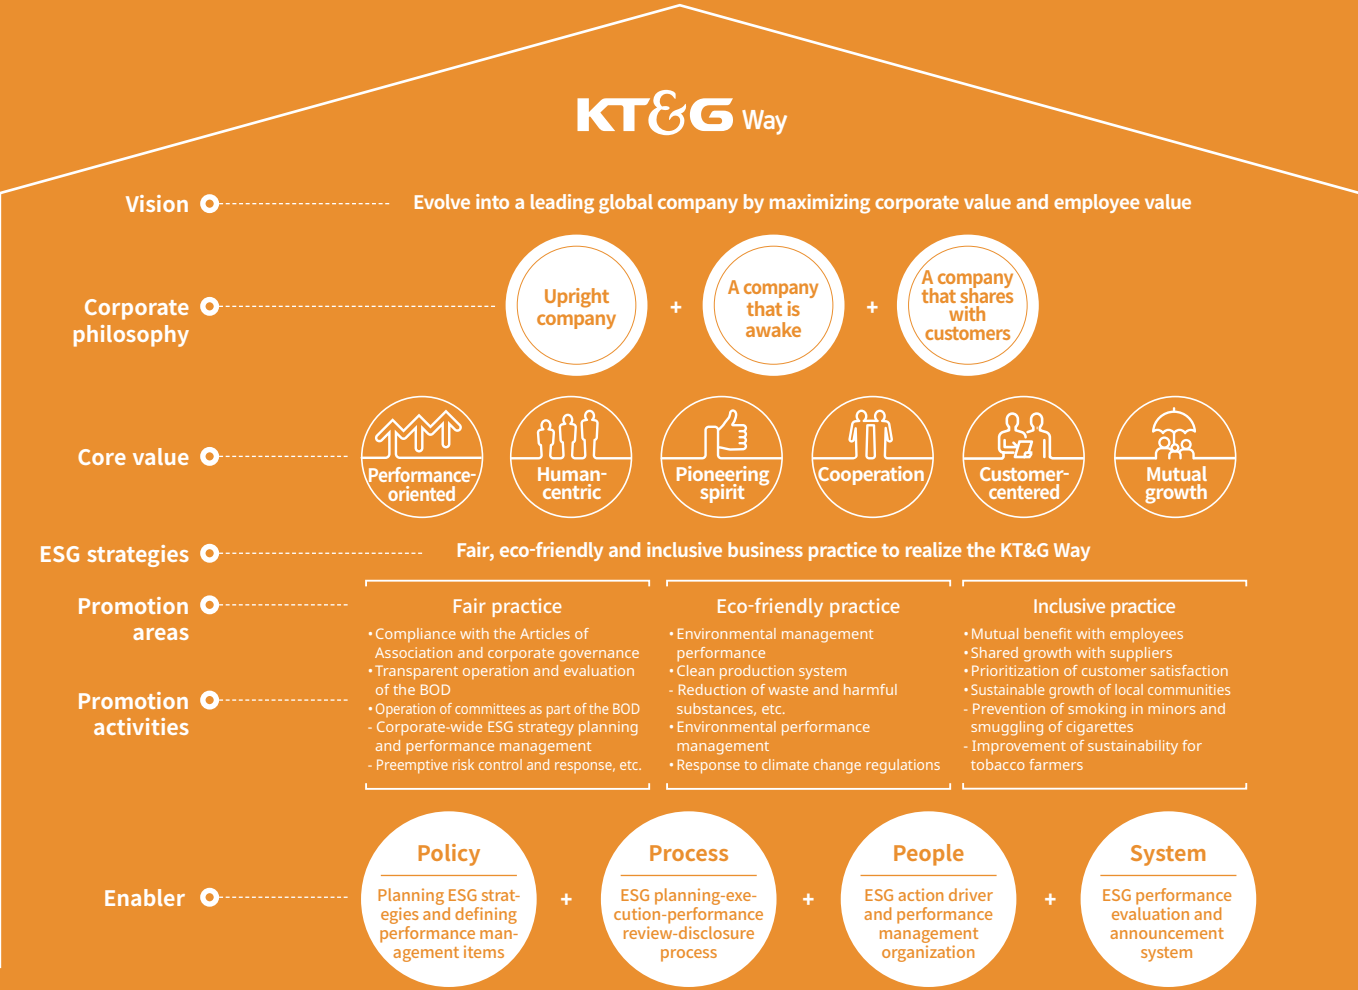 KT&G Way
Vision
Evolve into a leading global company by maximizing corporate value and employee value
Corporate
philosophy
Upright
company
+
A company
that is
awake
+
A company
that shares
with
customers
Core value
Performance-
oriented
Human-
centric
Pioneering
spirit
Cooperation
Customer-
centered
Mutual
growth
ESG strategies
Fair, eco-friendly and inclusive business practice to realize the KT&G Way
Promotion
areas
Promotion
activities
Fair practice
• Compliance with the Articles of
Association and corporate governance
• Transparent operation and evaluation
of the BOD
• Operation of committees as part of the BOD
- Corporate-wide ESG strategy planning
and performance management
- Preemptive risk control and response, etc.
Eco-friendly practice
• Environmental management
performance
• Clean production system
- Reduction of waste and harmful
substances, etc.
• Environmental performance
management
• Response to climate change regulations
Inclusive practice
• Mutual benefit with employees
• Shared growth with suppliers
• Prioritization of customer satisfaction
• Sustainable growth of local communities
- Prevention of smoking in minors and
smuggling of cigarettes
- Improvement of sustainability for
tobacco farmers
Enabler
Policy
Planning ESG strat-
egies and defining
performance man-
agement items
+
Process
ESG planning-exe-
cution-performance
review-disclosure
process
+
People
ESG action driver
and performance
management
organization
+
System
ESG performance
evaluation and
announcement
system